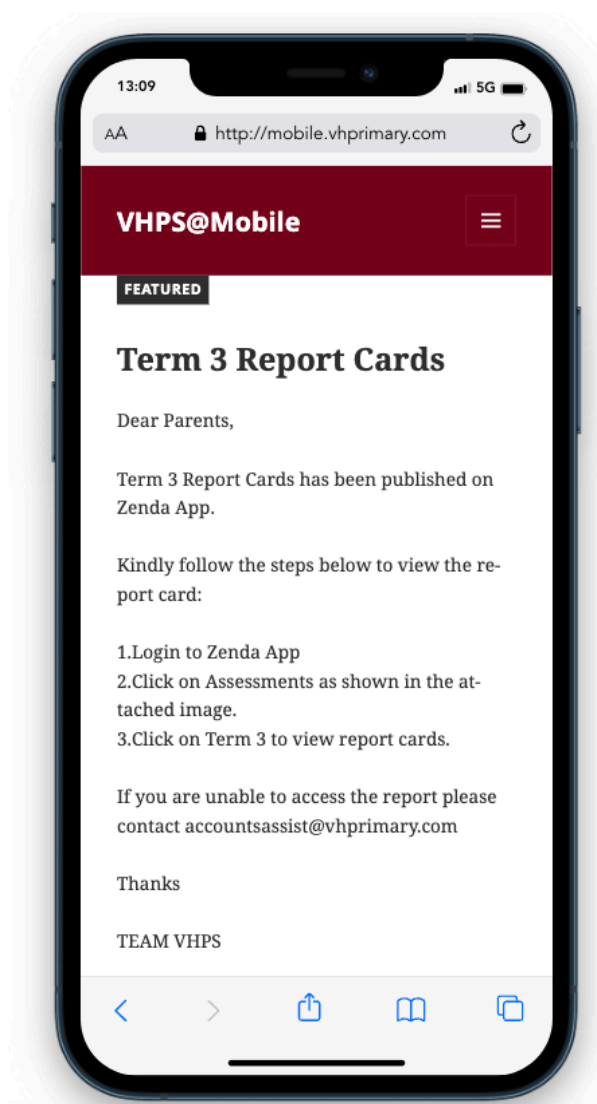 13:09
5G
AA http://mobile.vhprimary.com
VHPS@Mobile
FEATURED
Term 3 Report Cards
Dear Parents,
Term 3 Report Cards has been published on
Zenda App.
Kindly follow the steps below to view the re-
port card:
1.Login to Zenda App
2.Click on Assessments as shown in the at-
tached image.
3.Click on Term 3 to view report cards.
If you are unable to access the report please
contact accountsassist@vhprimary.com
Thanks
TEAM VHPS